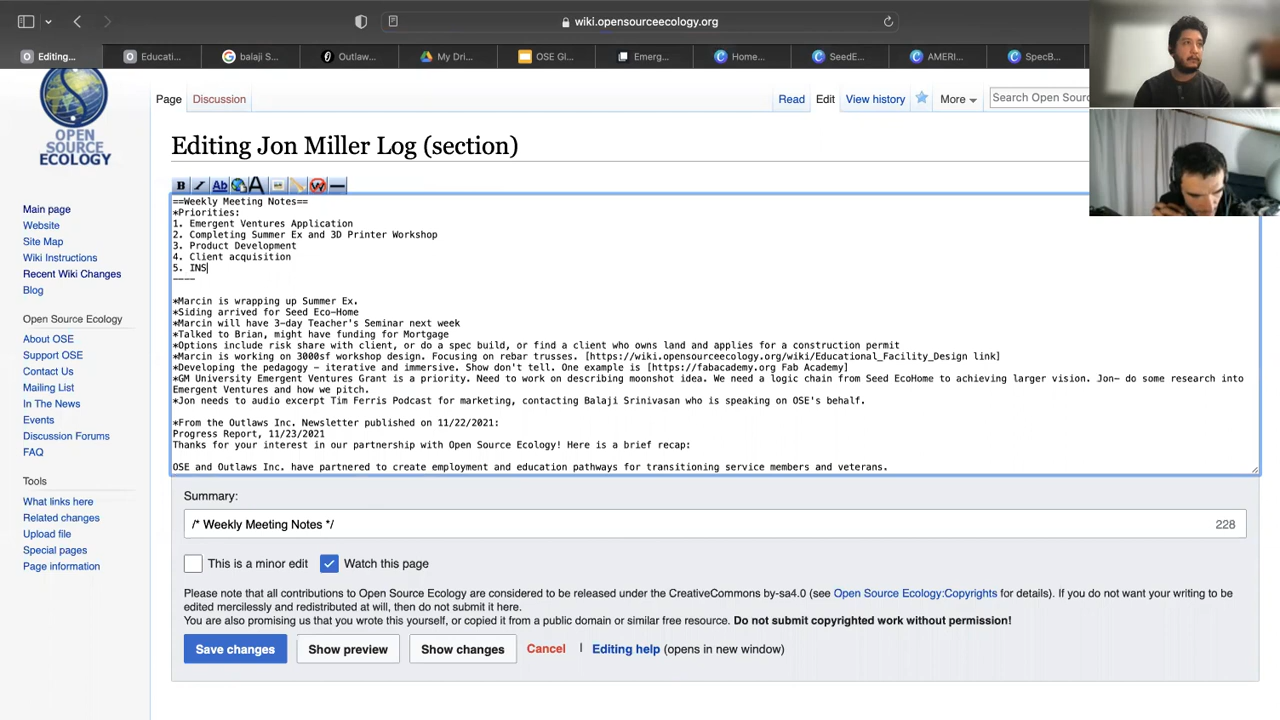 wiki.opensourceecology.org
Editing...
Educati...
balaji S...
Outlaw...
My Dri...
OSE GI...
Emerg...
Home...
SeedE...
AMERI...
SpecB...
OPEN
SOURCE
ECOLOGY
Main page
Website
Site Map
Wiki Instructions
Recent Wiki Changes
Blog
Open Source Ecology
About OSE
Support OSE
Contact Us
Mailing List
In The News
Events
Discussion Forums
FAQ
Tools
What links here
Related changes
Upload file
Special pages
Page information
Page
Discussion
Read
Edit
View history
More
Search Open Sour
Editing Jon Miller Log (section)
B I Ab A W
==Weekly Meeting Notes==
*Priorities:
1. Emergent Ventures Application
2. Completing Summer Ex and 3D Printer Workshop
3. Product Development
4. Client acquisition
5. INS
----
*Marcin is wrapping up Summer Ex.
*Siding arrived for Seed Eco-Home
*Marcin will have 3-day Teacher's Seminar next week
*Talked to Brian, might have funding for Mortgage
*Options include risk share with client, or do a spec build, or find a client who owns land and applies for a construction permit
*Marcin is working on 3000sf workshop design. Focusing on rebar trusses. [https://wiki.opensourceecology.org/wiki/Educational_Facility_Design link]
*Developing the pedagogy - iterative and immersive. Show don't tell. One example is [https://fabacademy.org Fab Academy]
*GM University Emergent Ventures Grant is a priority. Need to work on describing moonshot idea. We need a logic chain from Seed EcoHome to achieving larger vision. Jon- do some research into
Emergent Ventures and how we pitch.
*Jon needs to audio excerpt Tim Ferris Podcast for marketing, contacting Balaji Srinivasan who is speaking on OSE's behalf.
*From the Outlaws Inc. Newsletter published on 11/22/2021:
Progress Report, 11/23/2021
Thanks for your interest in our partnership with Open Source Ecology! Here is a brief recap:
OSE and Outlaws Inc. have partnered to create employment and education pathways for transitioning service members and veterans.
Summary:
/* Weekly Meeting Notes */
228
This is a minor edit
Watch this page
Please note that all contributions to Open Source Ecology are considered to be released under the CreativeCommons by-sa4.0 (see Open Source Ecology:Copyrights for details). If you do not want your writing to be
edited mercilessly and redistributed at will, then do not submit it here.
You are also promising us that you wrote this yourself, or copied it from a public domain or similar free resource. Do not submit copyrighted work without permission!
Save changes
Show preview
Show changes
Cancel
Editing help (opens in new window)